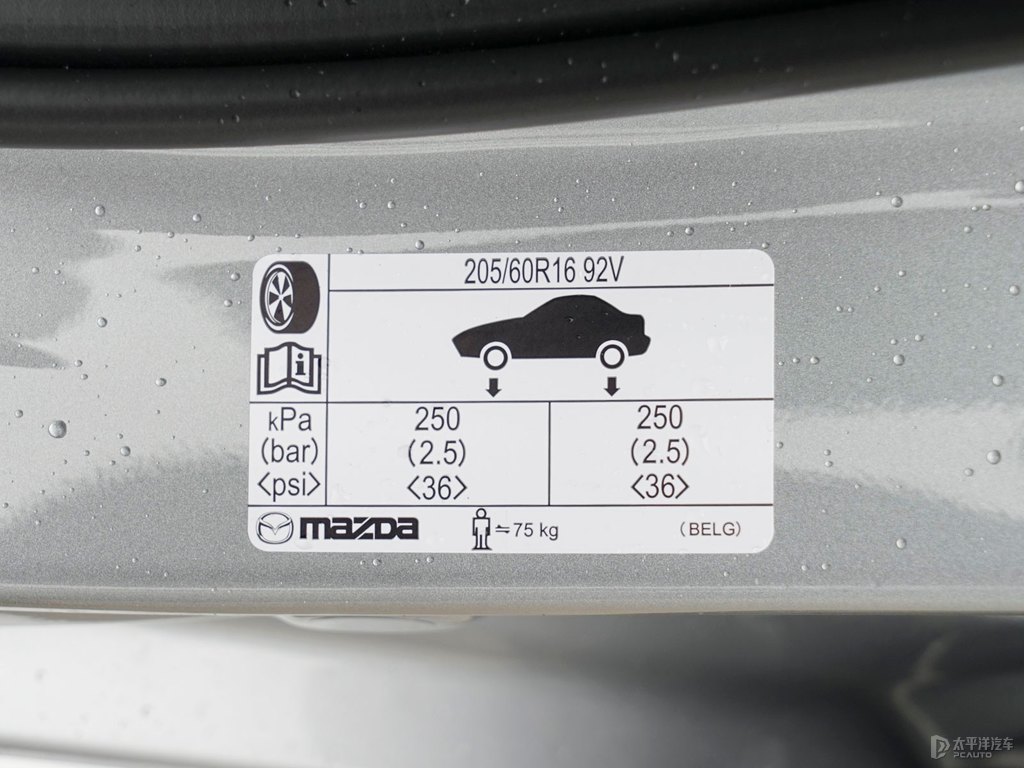 205/60R16 92V
i
kPa 250 250
(bar) (2.5) (2.5)
<psi> <36> <36>
mazda ≒75 kg (BELG)
太平洋汽车
PCAUTO